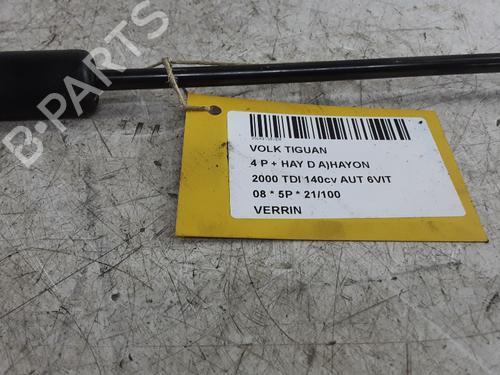 B-PARTS
VOLK TIGUAN
4 P + HAY D A)HAYON
2000 TDI 140cv AUT 6VIT
08 * 5P * 21/100
VERRIN